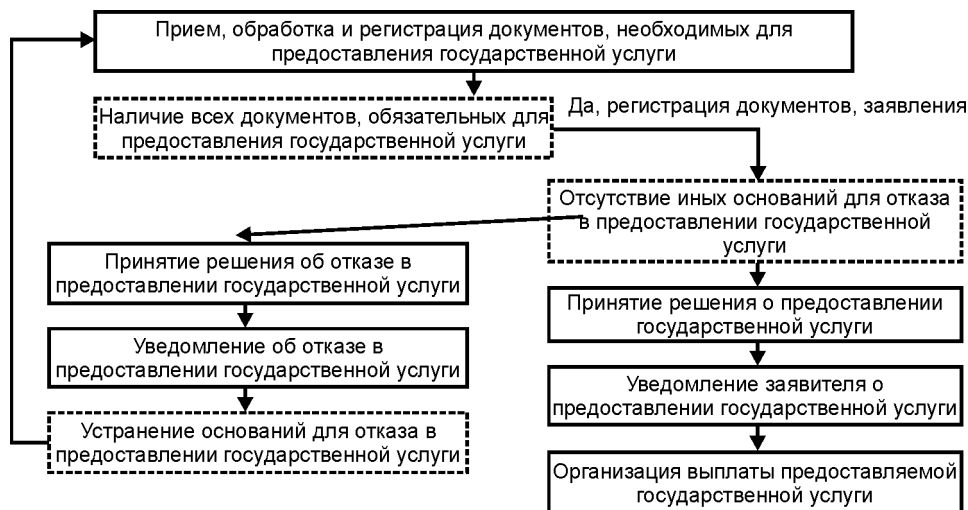 Прием, обработка и регистрация документов, необходимых для
предоставления государственной услуги
Наличие всех документов, обязательных для
предоставления государственной услуги
Да, регистрация документов, заявления
Отсутствие иных оснований для отказа
в предоставлении государственной
услуги
Принятие решения об отказе в
предоставлении государственной услуги
Уведомление об отказе в
предоставлении государственной услуги
Устранение оснований для отказа в
предоставлении государственной услуги
Принятие решения о предоставлении
государственной услуги
Уведомление заявителя о
предоставлении государственной услуги
Организация выплаты предоставляемой
государственной услуги